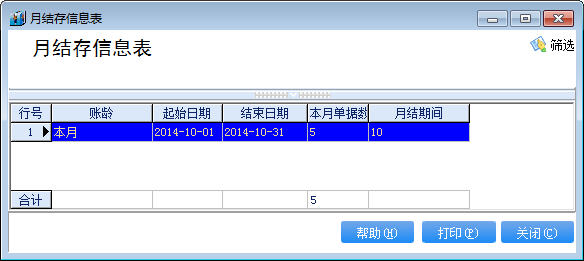 月结存信息表
月结存信息表
筛选
行号 账龄 起始日期 结束日期 本月单据数 月结期间
1 本月 2014-10-01 2014-10-31 5 10
合计 5
帮助(H) 打印(P) 关闭(C)